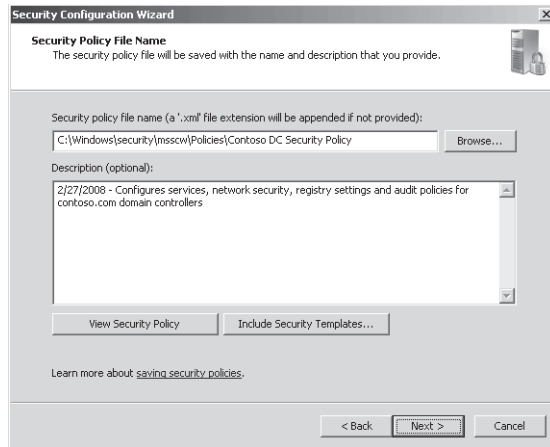 Security Configuration Wizard
Security Policy File Name
The security policy file will be saved with the name and description that you provide.
Security policy file name (a '.xml' file extension will be appended if not provided):
C:\Windows\security\msscw\Policies\Contoso DC Security Policy
Browse...
Description (optional):
2/27/2008 - Configures services, network security, registry settings and audit policies for
contoso.com domain controllers
View Security Policy
Include Security Templates...
Learn more about saving security policies.
< Back
Next >
Cancel